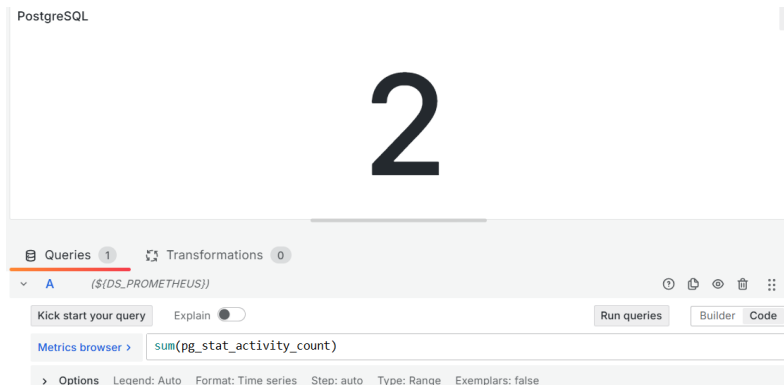 PostgreSQL
2
Queries 1 Transformations 0
A (${DS_PROMETHEUS})
Kick start your query Explain Run queries Builder Code
Metrics browser > sum(pg_stat_activity_count)
> Options Legend: Auto Format: Time series Step: auto Type: Range Exemplars: false